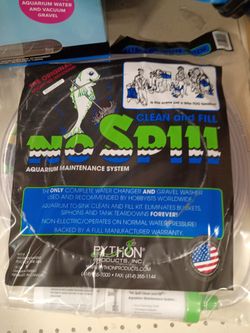 AQUARIUM WATER
AND VACUUM
GRAVEL
CLEAN and FILL
NO SPILL
AQUARIUM MAINTENANCE SYSTEM
the ONLY COMPLETE WATER CHANGER AND GRAVEL WASHER
USED AND RECOMMENDED BY HOBBYISTS WORLDWIDE.
AQUARIUM-TO-SINK CLEAN AND FILL KIT ELIMINATES BUCKETS,
SIPHONS AND TANK TEARDOWNS FOREVER!
NON-ELECTRIC/OPERATES ON NORMAL WATER PRESSURE!
BACKED BY A FULL MANUFACTURER WARRANTY.
PYTHON
PRODUCTS, INC.
PYTHONPRODUCTS.COM